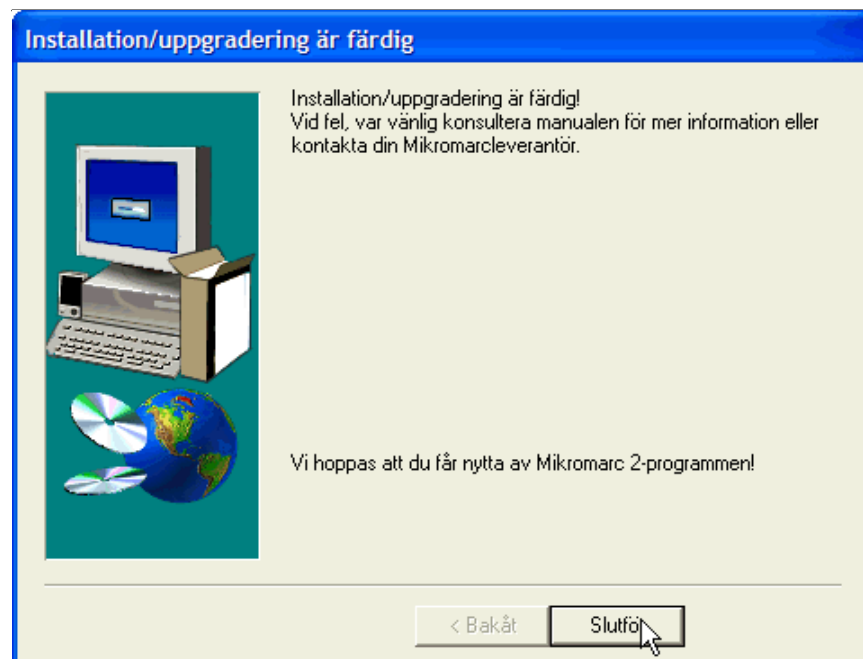 Installation/uppgradering är färdig
Installation/uppgradering är färdig!
Vid fel, var vänlig konsultera manualen för mer information eller
kontakta din Mikromarcleverantör.
Vi hoppas att du får nytta av Mikromarc 2-programmen!
< Bakåt
Slutför